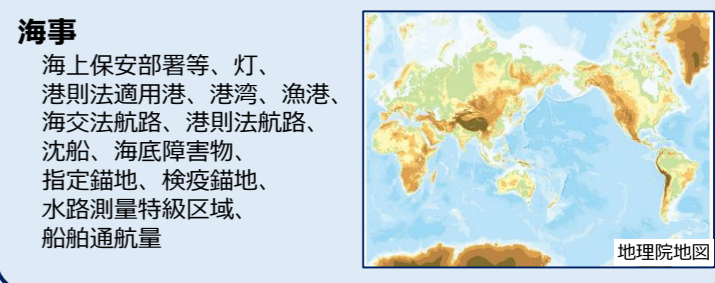 海事
海上保安部署等、灯、
港則法適用港、港湾、漁港、
海交法航路、港則法航路、
沈船、海底障害物、
指定錨地、検疫錨地、
水路測量特級区域、
船舶通航量
地理院地図